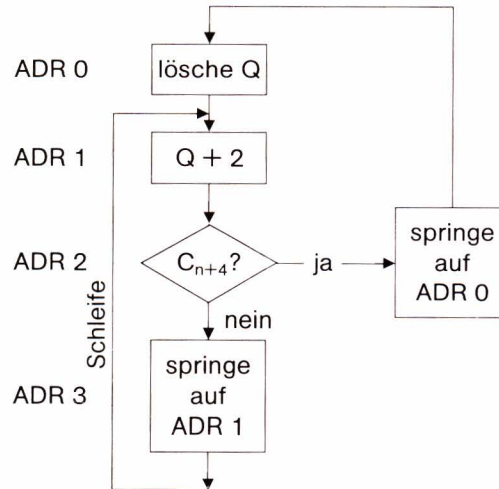 ADR 0
lösche Q
ADR 1
Q + 2
ADR 2
Cn+4?
ja
springe
auf
ADR 0
nein
Schleife
ADR 3
springe
auf
ADR 1